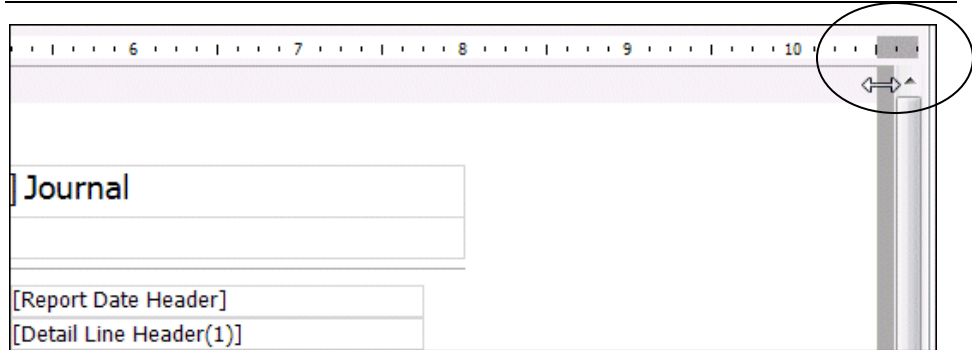 6 7 8 9 10
] Journal
[Report Date Header]
[Detail Line Header(1)]